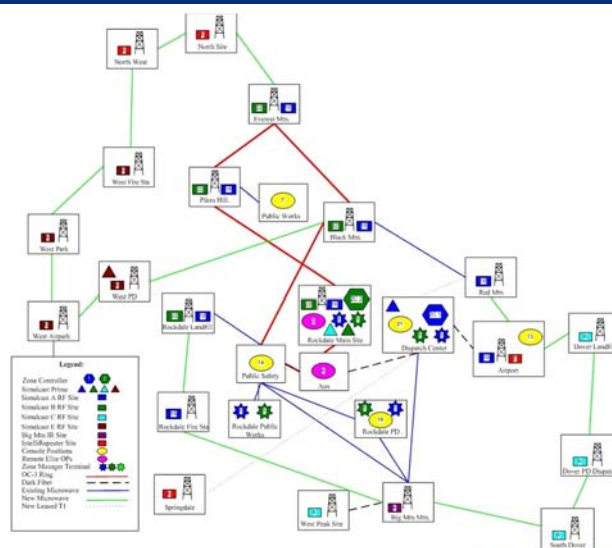 North Site
North West
Everest Mtn.
West Fire Stn
Pikes Hill.
Public Works
West Park
Black Mtn.
West PD
Red Mtn.
Rockdale Landfill
Rockdale Main Site
Dispatch Center
West Airpark
Airport
Dover Landfill
Public Safety
Legend:
Zone Controller
Simulcast Prime
Simulcast A RF Site
Simulcast B RF Site
Simulcast C RF Site
Simulcast E RF Site
Big Mtn IR Site
IntelliRepeater Site
Console Positions
Remote Elite OPs
Zone Manager Terminal
OC-3 Ring
Dark Fiber
Existing Microwave
New Microwave
New Leased T1
Rockdale Fire Stn
Rockdale Public
Works
Rockdale PD
Dover PD Dispatch
Springdale
West Peak Site
Big Mtn Mtn.
South Dover